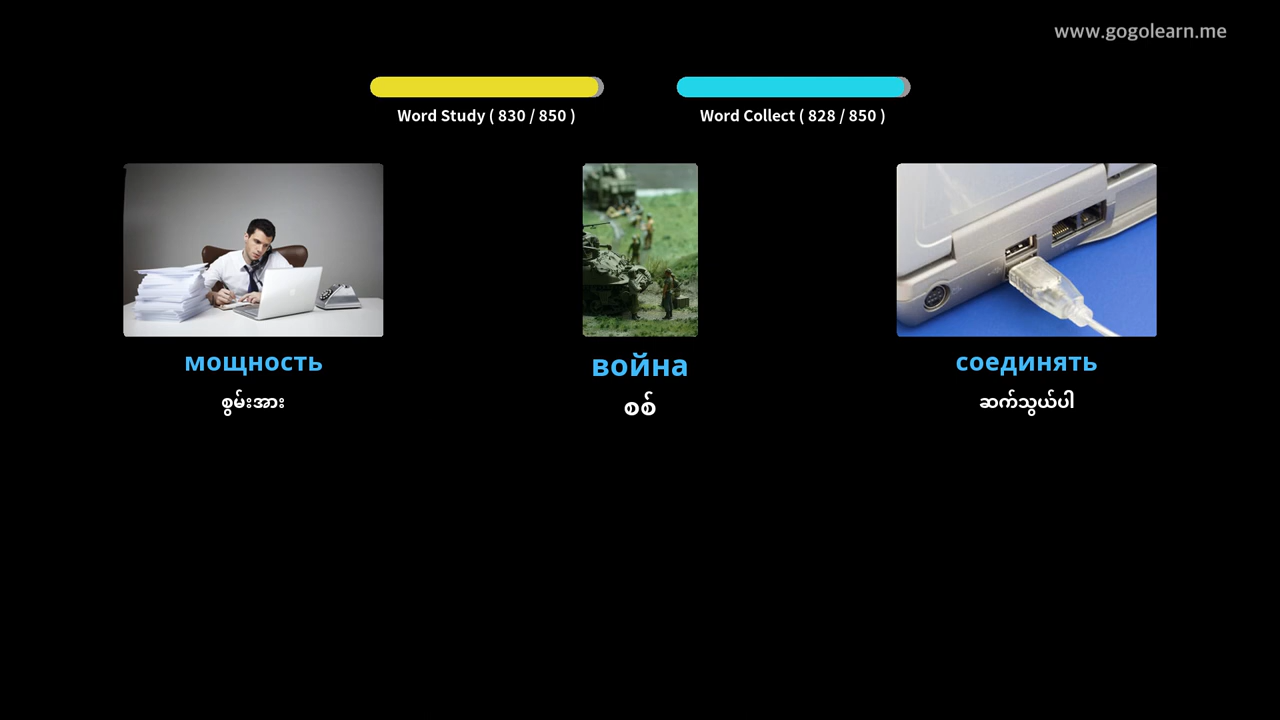 www.gogolearn.me
Word Study ( 830 / 850 )
Word Collect ( 828 / 850 )
мощность
စွမ်းအား
война
စစ်
соединять
ဆက်သွယ်ပါ